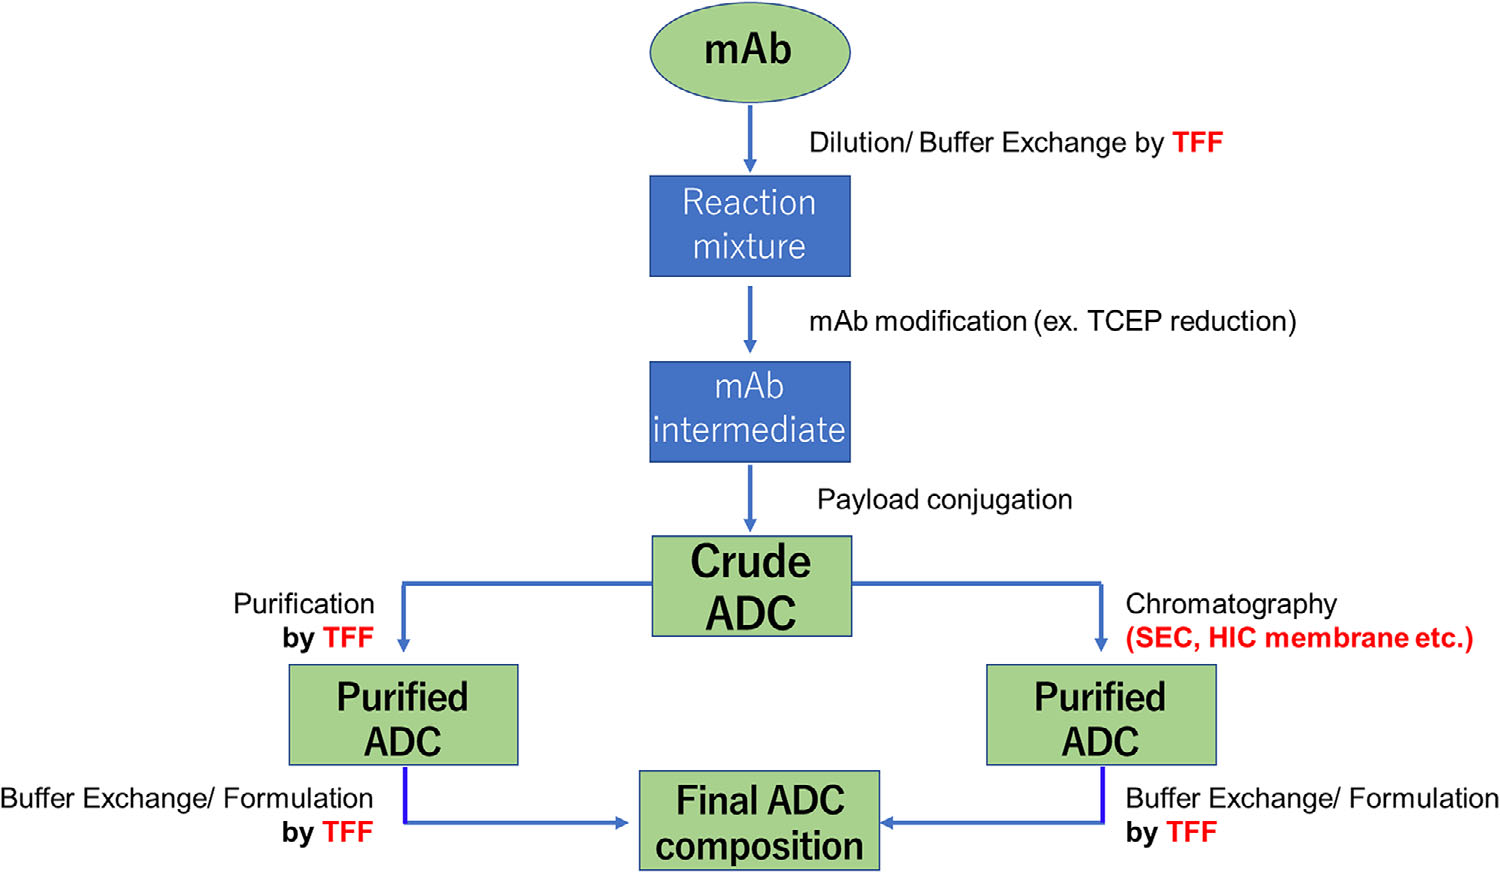 mAb
Dilution/ Buffer Exchange by TFF
Reaction
mixture
mAb modification (ex. TCEP reduction)
mAb
intermediate
Payload conjugation
Crude
ADC
Purification
by TFF
Chromatography
(SEC, HIC membrane etc.)
Purified
ADC
Purified
ADC
Buffer Exchange/ Formulation
by TFF
Final ADC
composition
Buffer Exchange/ Formulation
by TFF